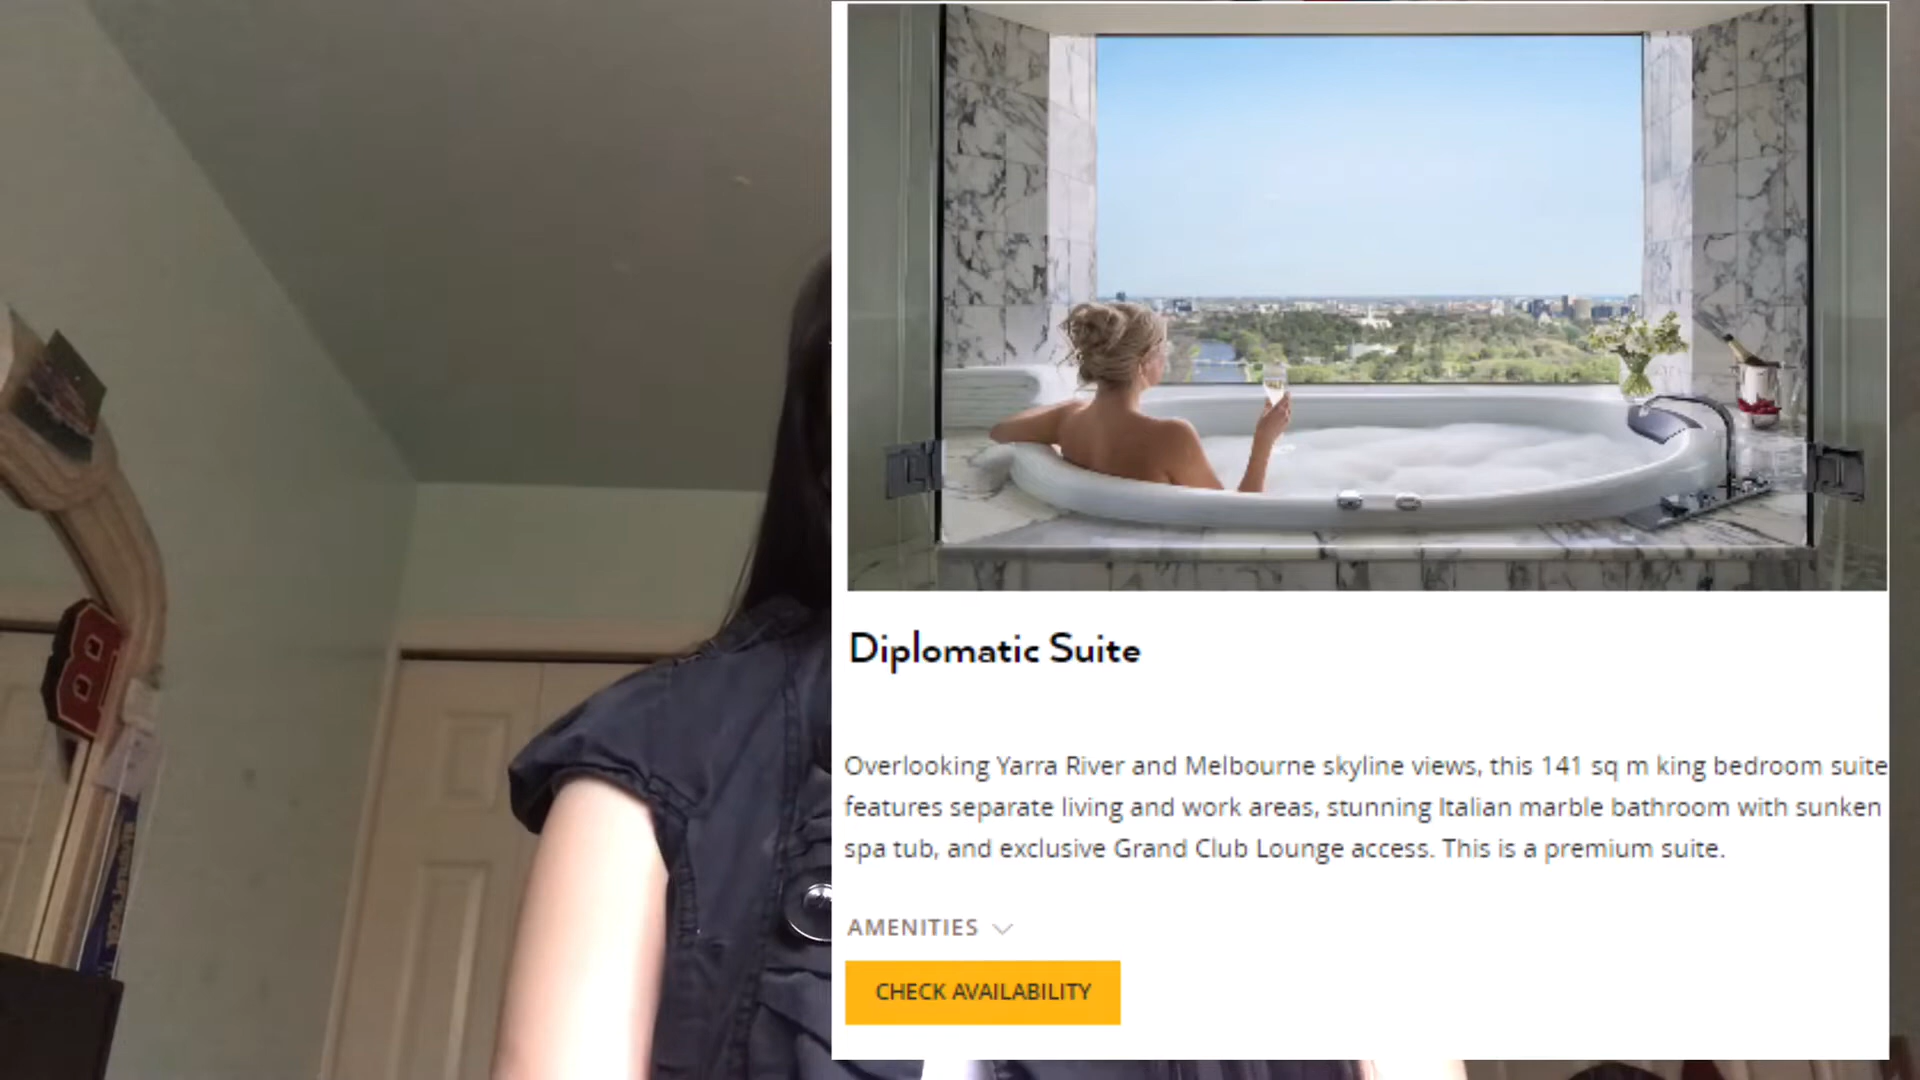 B
Diplomatic Suite
Overlooking Yarra River and Melbourne skyline views, this 141 sq m king bedroom suite
features separate living and work areas, stunning Italian marble bathroom with sunken
spa tub, and exclusive Grand Club Lounge access. This is a premium suite.
AMENITIES
CHECK AVAILABILITY